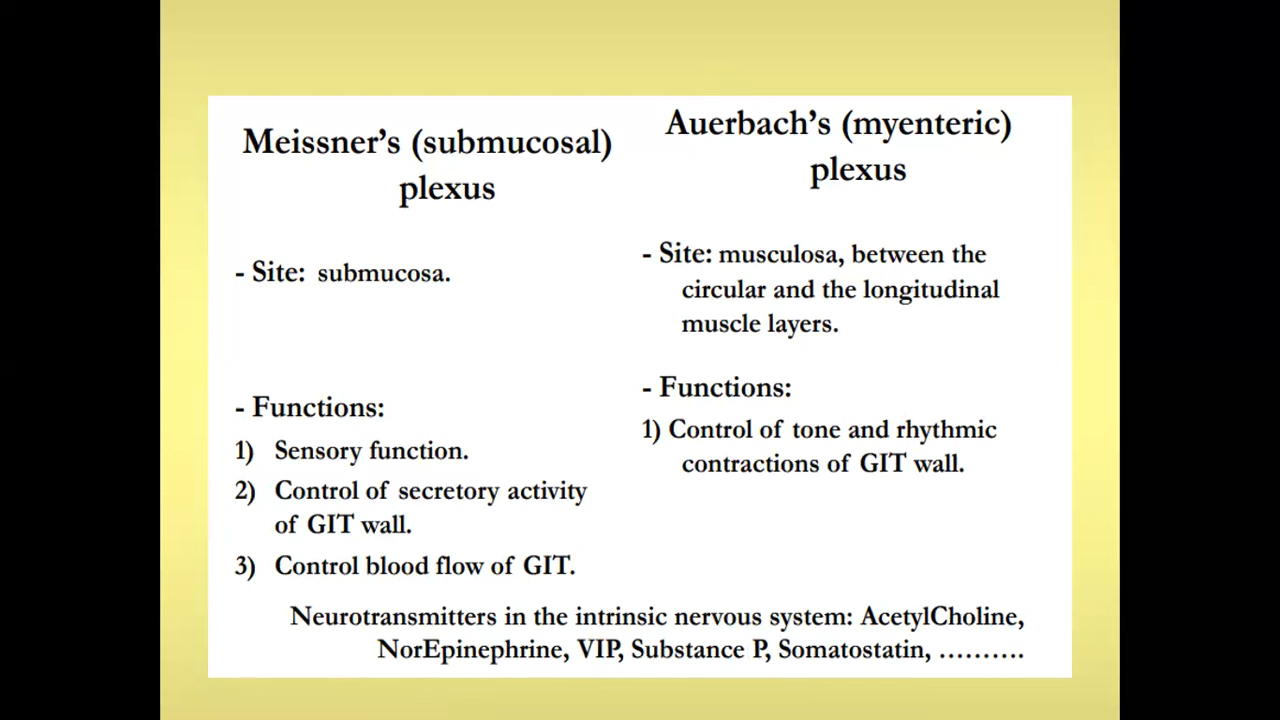 Meissner's (submucosal)
plexus
- Site: submucosa.
- Functions:
1) Sensory function.
2) Control of secretory activity
of GIT wall.
3) Control blood flow of GIT.
Auerbach's (myenteric)
plexus
- Site: musculosa, between the
circular and the longitudinal
muscle layers.
- Functions:
1) Control of tone and rhythmic
contractions of GIT wall.
Neurotransmitters in the intrinsic nervous system: AcetylCholine,
NorEpinephrine, VIP, Substance P, Somatostatin, ……….